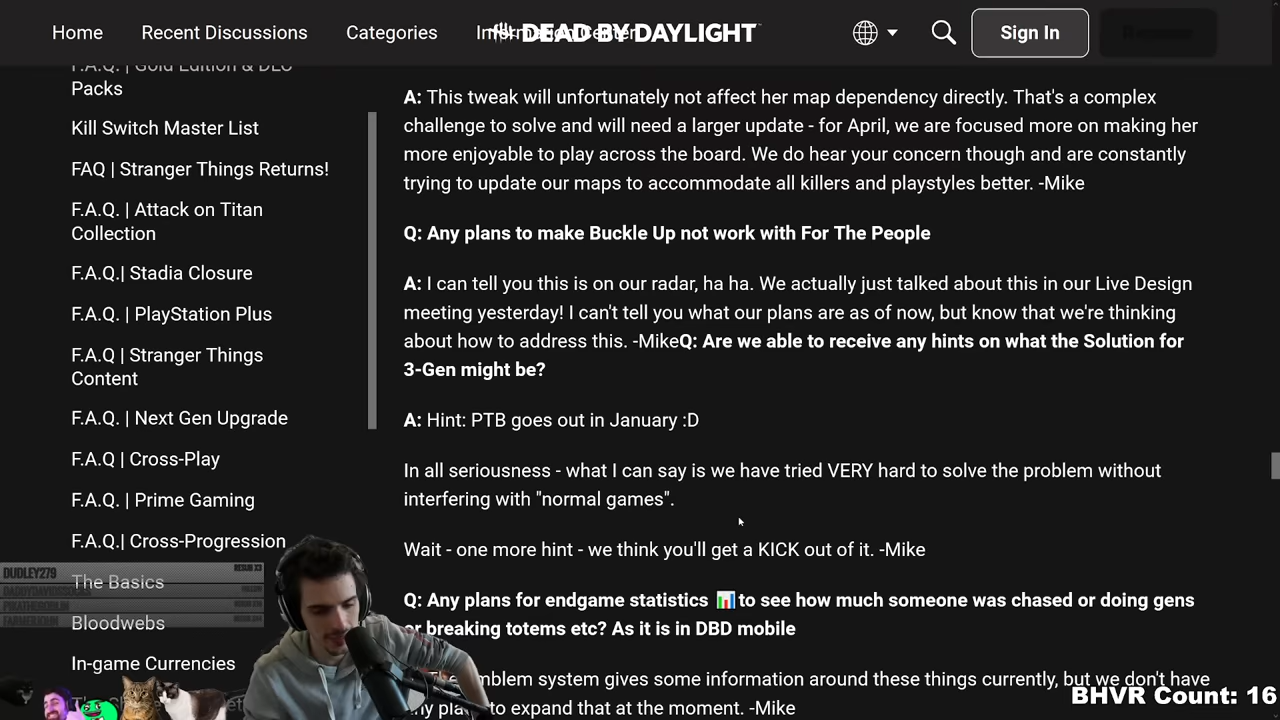 Home
Recent Discussions
Categories
DEAD BY DAYLIGHT
Sign In
F.A.Q. | Gold Edition & DLC
Packs
Kill Switch Master List
FAQ | Stranger Things Returns!
F.A.Q. | Attack on Titan
Collection
F.A.Q.| Stadia Closure
F.A.Q. | PlayStation Plus
F.A.Q | Stranger Things
Content
F.A.Q. | Next Gen Upgrade
F.A.Q | Cross-Play
F.A.Q. | Prime Gaming
F.A.Q.| Cross-Progression
The Basics
Bloodwebs
In-game Currencies
A: This tweak will unfortunately not affect her map dependency directly. That's a complex
challenge to solve and will need a larger update - for April, we are focused more on making her
more enjoyable to play across the board. We do hear your concern though and are constantly
trying to update our maps to accommodate all killers and playstyles better. -Mike
Q: Any plans to make Buckle Up not work with For The People
A: I can tell you this is on our radar, ha ha. We actually just talked about this in our Live Design
meeting yesterday! I can't tell you what our plans are as of now, but know that we're thinking
about how to address this. -MikeQ: Are we able to receive any hints on what the Solution for
3-Gen might be?
A: Hint: PTB goes out in January :D
In all seriousness - what I can say is we have tried VERY hard to solve the problem without
interfering with "normal games".
Wait - one more hint - we think you'll get a KICK out of it. -Mike
Q: Any plans for endgame statistics 📊to see how much someone was chased or doing gens
or breaking totems etc? As it is in DBD mobile
emblem system gives some information around these things currently, but we don't have
to expand that at the moment. -Mike
DUDLEY279
RESUB X3
BHVR Count: 16